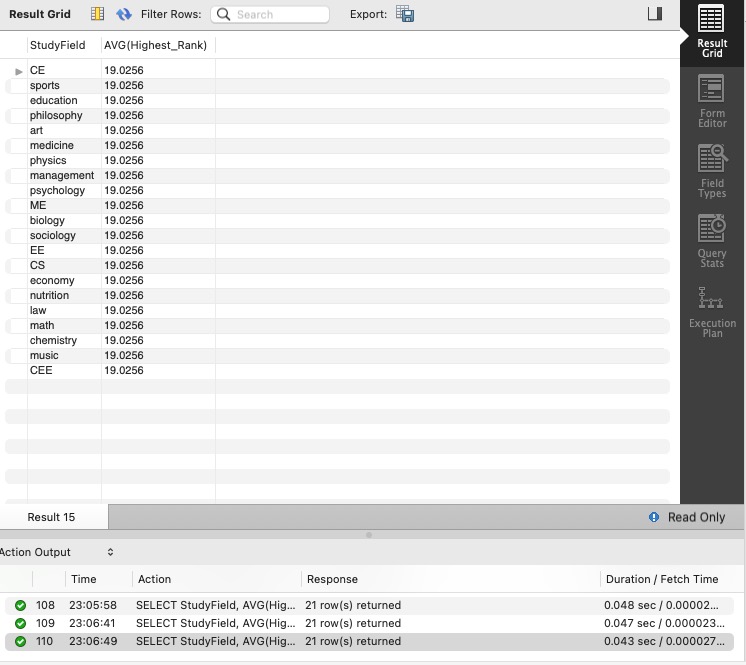 Result Grid Filter Rows: Search Export:
StudyField AVG(Highest_Rank)
CE 19.0256
sports 19.0256
education 19.0256
philosophy 19.0256
art 19.0256
medicine 19.0256
physics 19.0256
management 19.0256
psychology 19.0256
ME 19.0256
biology 19.0256
sociology 19.0256
EE 19.0256
CS 19.0256
economy 19.0256
nutrition 19.0256
law 19.0256
math 19.0256
chemistry 19.0256
music 19.0256
CEE 19.0256
Result
Grid
Form
Editor
Field
Types
Query
Stats
Execution
Plan
Result 15 Read Only
Action Output
Time Action Response Duration / Fetch Time
108 23:05:58 SELECT StudyField, AVG(Hig... 21 row(s) returned 0.048 sec / 0.00002...
109 23:06:41 SELECT StudyField, AVG(Hig... 21 row(s) returned 0.047 sec / 0.000023...
110 23:06:49 SELECT StudyField, AVG(Hig... 21 row(s) returned 0.043 sec / 0.000027...